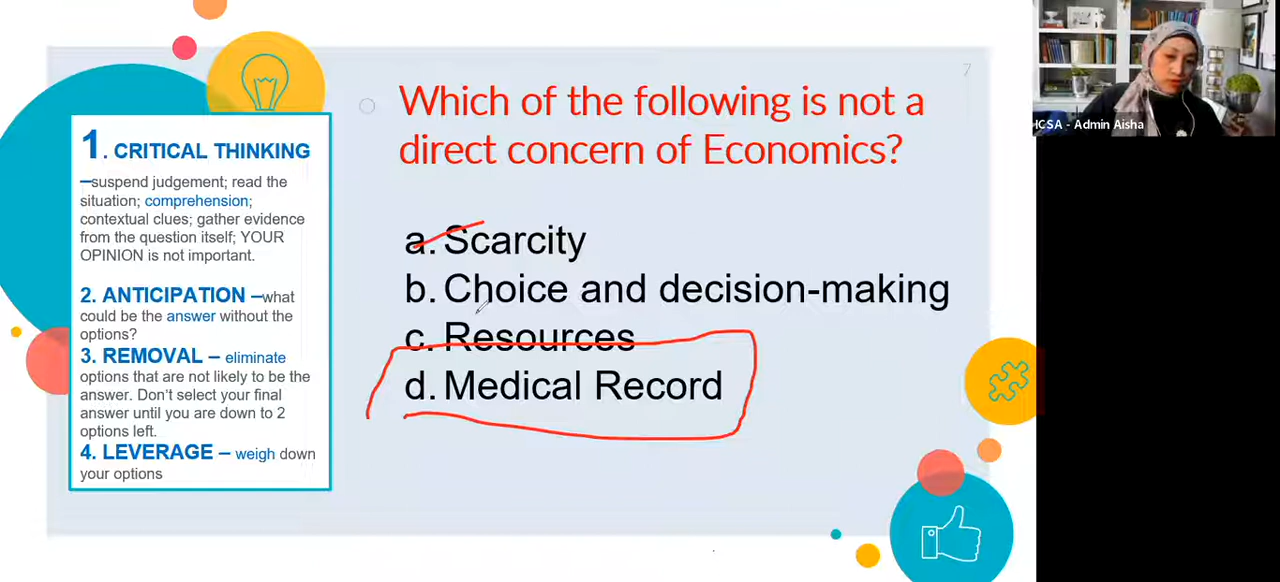 1. CRITICAL THINKING
—suspend judgement; read the
situation; comprehension;
contextual clues; gather evidence
from the question itself; YOUR
OPINION is not important.
2. ANTICIPATION —what
could be the answer without the
options?
3. REMOVAL – eliminate
options that are not likely to be the
answer. Don't select your final
answer until you are down to 2
options left.
4. LEVERAGE – weigh down
your options
7
Which of the following is not a
direct concern of Economics?
a. Scarcity
b. Choice and decision-making
c. Resources
d. Medical Record
ICSA - Admin Aisha